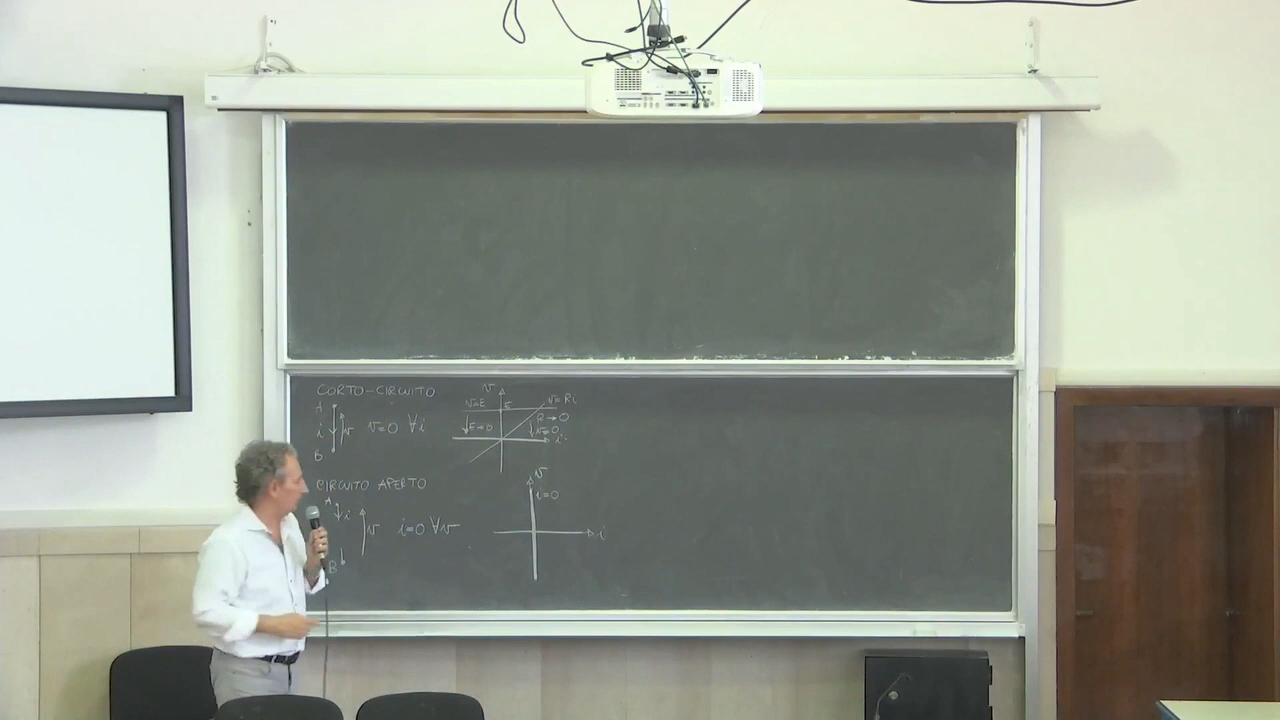 CORTO-CIRCUITO
A
i v v=0 ∀i
B
v
v=E E v=Ri
E→0 R→0
v=0
i
CIRCUITO APERTO
A
i v i=0 ∀v
B
v
i=0
i